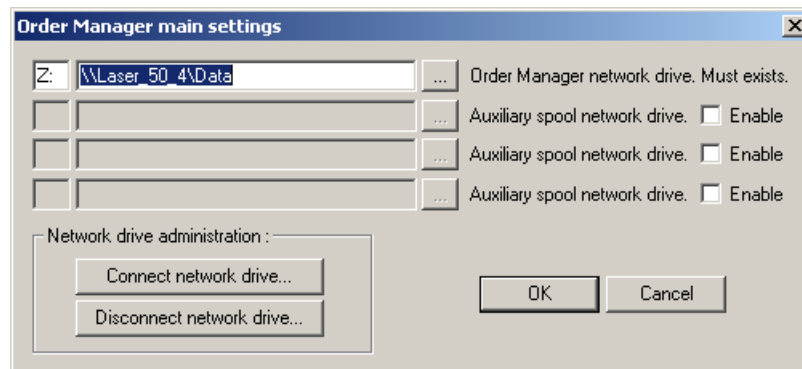 Order Manager main settings
Z: \\Laser_50_4\Data ... Order Manager network drive. Must exists.
... Auxiliary spool network drive. Enable
... Auxiliary spool network drive. Enable
... Auxiliary spool network drive. Enable
Network drive administration :
Connect network drive...
OK Cancel
Disconnect network drive...